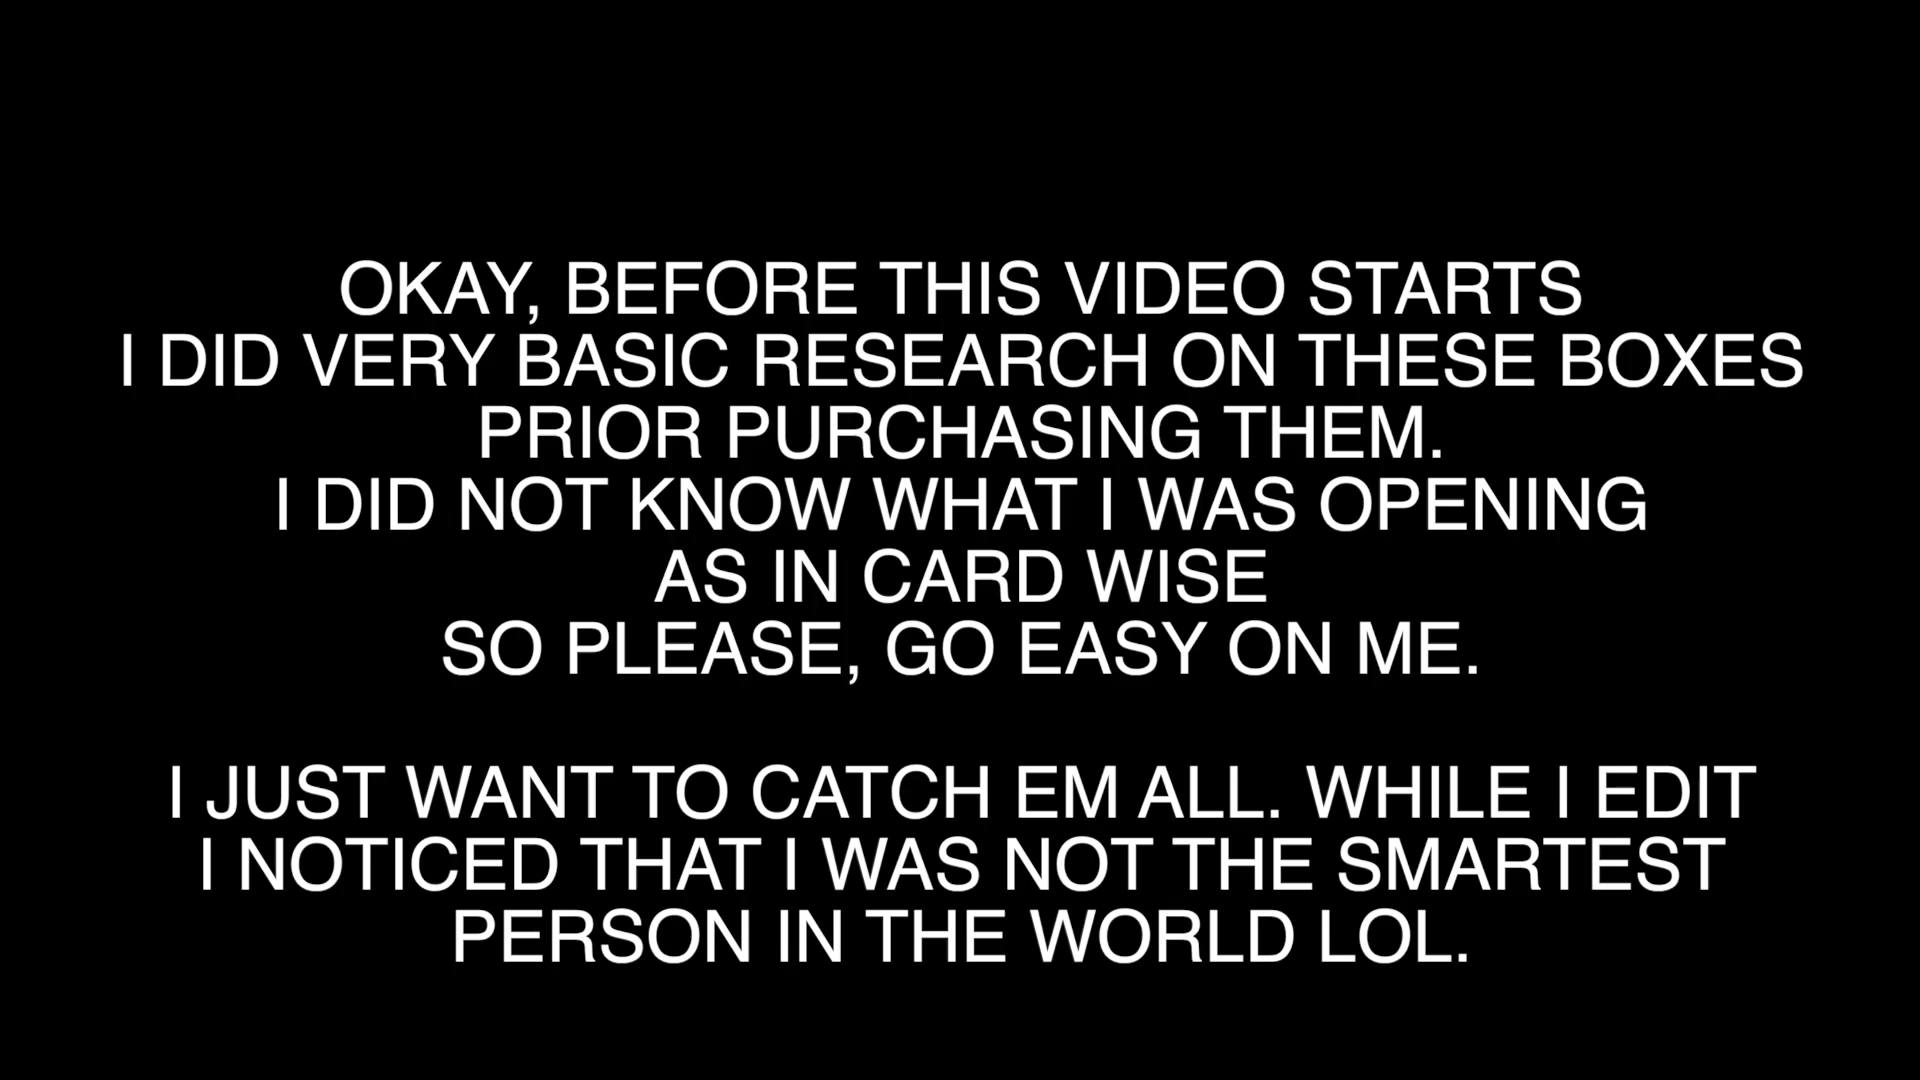 OKAY, BEFORE THIS VIDEO STARTS
I DID VERY BASIC RESEARCH ON THESE BOXES
PRIOR PURCHASING THEM.
I DID NOT KNOW WHAT I WAS OPENING
AS IN CARD WISE
SO PLEASE, GO EASY ON ME.
I JUST WANT TO CATCH EM ALL. WHILE I EDIT
I NOTICED THAT I WAS NOT THE SMARTEST
PERSON IN THE WORLD LOL.